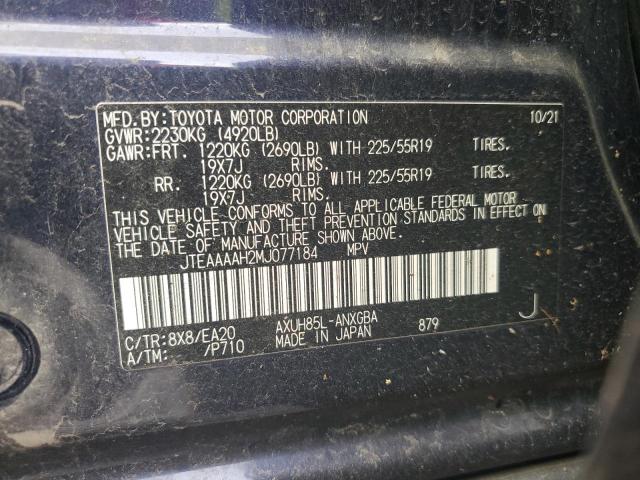 MFD.BY:TOYOTA MOTOR CORPORATION 10/21
GVWR:2230KG (4920LB)
GAWR:FRT. 1220KG (2690LB) WITH 225/55R19 TIRES.
19X7J RIMS.
RR. 1220KG (2690LB) WITH 225/55R19 TIRES.
19X7J RIMS.
THIS VEHICLE CONFORMS TO ALL APPLICABLE FEDERAL MOTOR
VEHICLE SAFETY AND THEFT PREVENTION STANDARDS IN EFFECT ON
THE DATE OF MANUFACTURE SHOWN ABOVE.
JTEAAAAH2MJ077184 MPV
C/TR:8X8/EA20 AXUH85L-ANXGBA 879 J
A/TM: /P710 MADE IN JAPAN